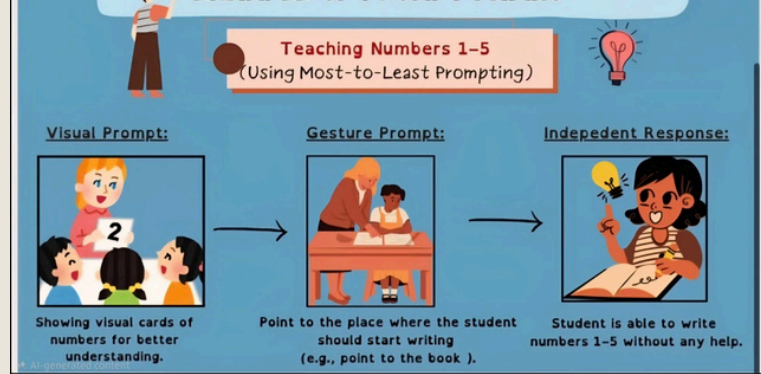 Teaching Numbers 1-5
(Using Most-to-Least Prompting)
Visual Prompt:
Gesture Prompt:
Indepedent Response:
2
Showing visual cards of
numbers for better
understanding.
Point to the place where the student
should start writing
(e.g., point to the book ).
Student is able to write
numbers 1-5 without any help.
AI-generated content